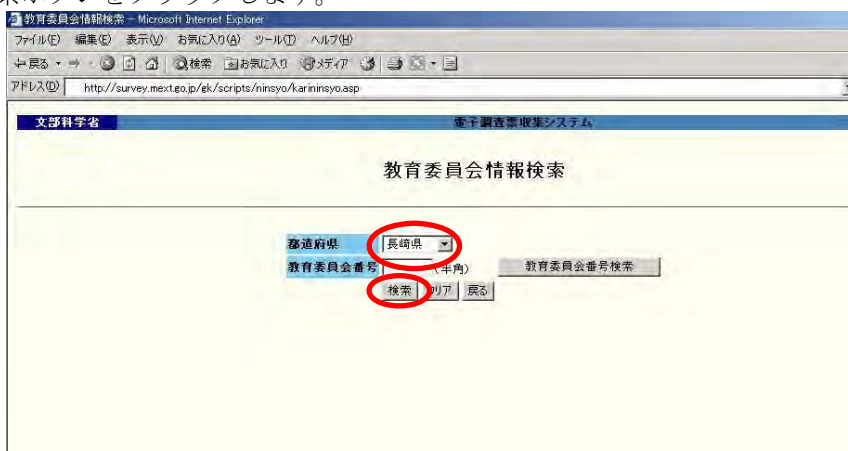 索ボタンをクリックします。
教育委員会情報検索 - Microsoft Internet Explorer
ファイル(F) 編集(E) 表示(V) お気に入り(A) ツール(T) ヘルプ(H)
戻る 検索 お気に入り メディア
アドレス(D) http://survey.mext.go.jp/ek/scripts/ninsyo/karininsyo.asp
文部科学省 電子調査票収集システム
教育委員会情報検索
都道府県 長崎県
教育委員会番号 (半角) 教育委員会番号検索
検索 クリア 戻る